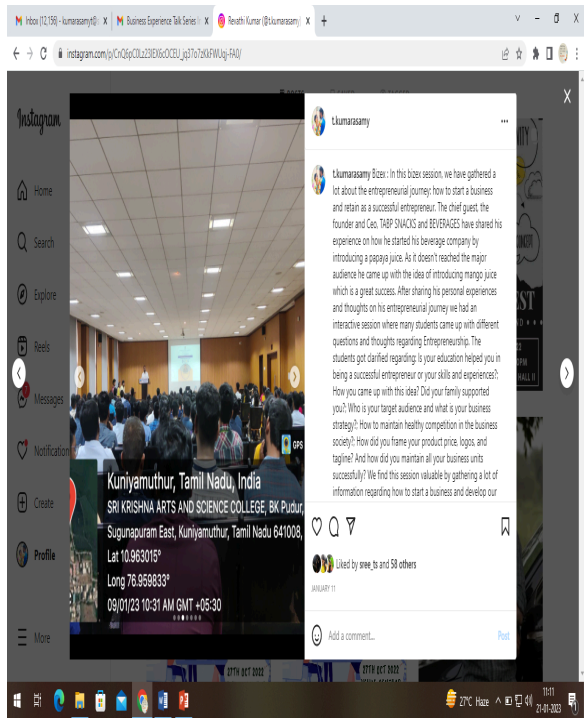 Inbox (12,156) - kumarasamyt@
Business Experience Talk Series
Revathi Kumar (@t.kumarasamy)
instagram.com/p/CnQ6pC0Lz23IEX6cOCEU_jq37o7zKkFWUqj-FA0/
Instagram
Home
Search
Explore
Reels
Messages
Notification
Create
Profile
More
GPS
Kuniyamuthur, Tamil Nadu, India
SRI KRISHNA ARTS AND SCIENCE COLLEGE, BK Pudur,
Sugunapuram East, Kuniyamuthur, Tamil Nadu 641008,
Lat 10.963015°
Long 76.959833°
09/01/23 10:31 AM GMT +05:30
t.kumarasamy
t.kumarasamy Bizex : In this bizex session, we have gathered a
lot about the entrepreneurial journey: how to start a business
and retain as a successful entrepreneur. The chief guest, the
founder and Ceo, TABP SNACKS and BEVERAGES have shared his
experience on how he started his beverage company by
introducing a papaya juice. As it doesn't reached the major
audience he came up with the idea of introducing mango juice
which is a great success. After sharing his personal experiences
and thoughts on his entrepreneurial journey we had an
interactive session where many students came up with different
questions and thoughts regarding Entrepreneurship. The
students got clarified regarding: Is your education helped you in
being a successful entrepreneur or your skills and experiences?;
How you came up with this idea? Did your family supported
you?; Who is your target audience and what is your business
strategy?; How to maintain healthy competition in the business
society?; How did you frame your product price, logos, and
tagline? And how did you maintain all your business units
successfully? We find this session valuable by gathering a lot of
information regarding how to start a business and develop our
Liked by sree_ts and 58 others
JANUARY 11
Add a comment...
Post
HALL II
27TH OCT 2022
27TH OCT 2022
27°C Haze
11:11
21-01-2023